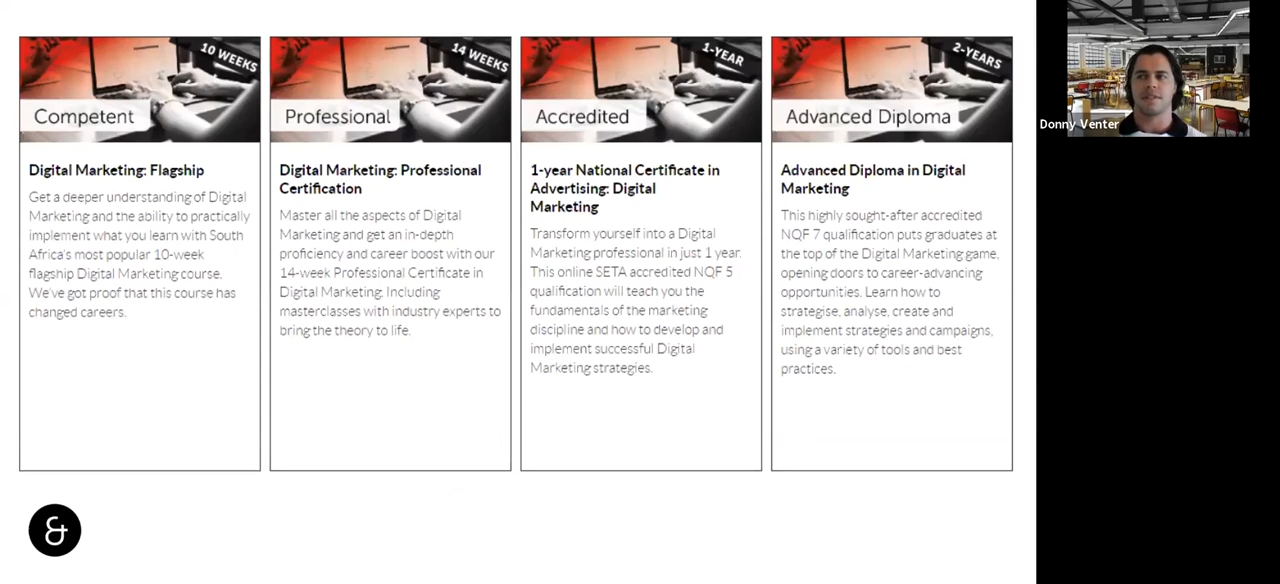 10 WEEKS
Competent
Digital Marketing: Flagship
Get a deeper understanding of Digital
Marketing and the ability to practically
implement what you learn with South
Africa's most popular 10-week
flagship Digital Marketing course.
We've got proof that this course has
changed careers.
14 WEEKS
Professional
Digital Marketing: Professional
Certification
Master all the aspects of Digital
Marketing and get an in-depth
proficiency and career boost with our
14-week Professional Certificate in
Digital Marketing. Including
masterclasses with industry experts to
bring the theory to life.
1-YEAR
Accredited
1-year National Certificate in
Advertising: Digital
Marketing
Transform yourself into a Digital
Marketing professional in just 1 year.
This online SETA accredited NQF 5
qualification will teach you the
fundamentals of the marketing
discipline and how to develop and
implement successful Digital
Marketing strategies.
2-YEARS
Advanced Diploma
Advanced Diploma in Digital
Marketing
This highly sought-after accredited
NQF 7 qualification puts graduates at
the top of the Digital Marketing game,
opening doors to career-advancing
opportunities. Learn how to
strategise, analyse, create and
implement strategies and campaigns,
using a variety of tools and best
practices.
Donny Venter
&